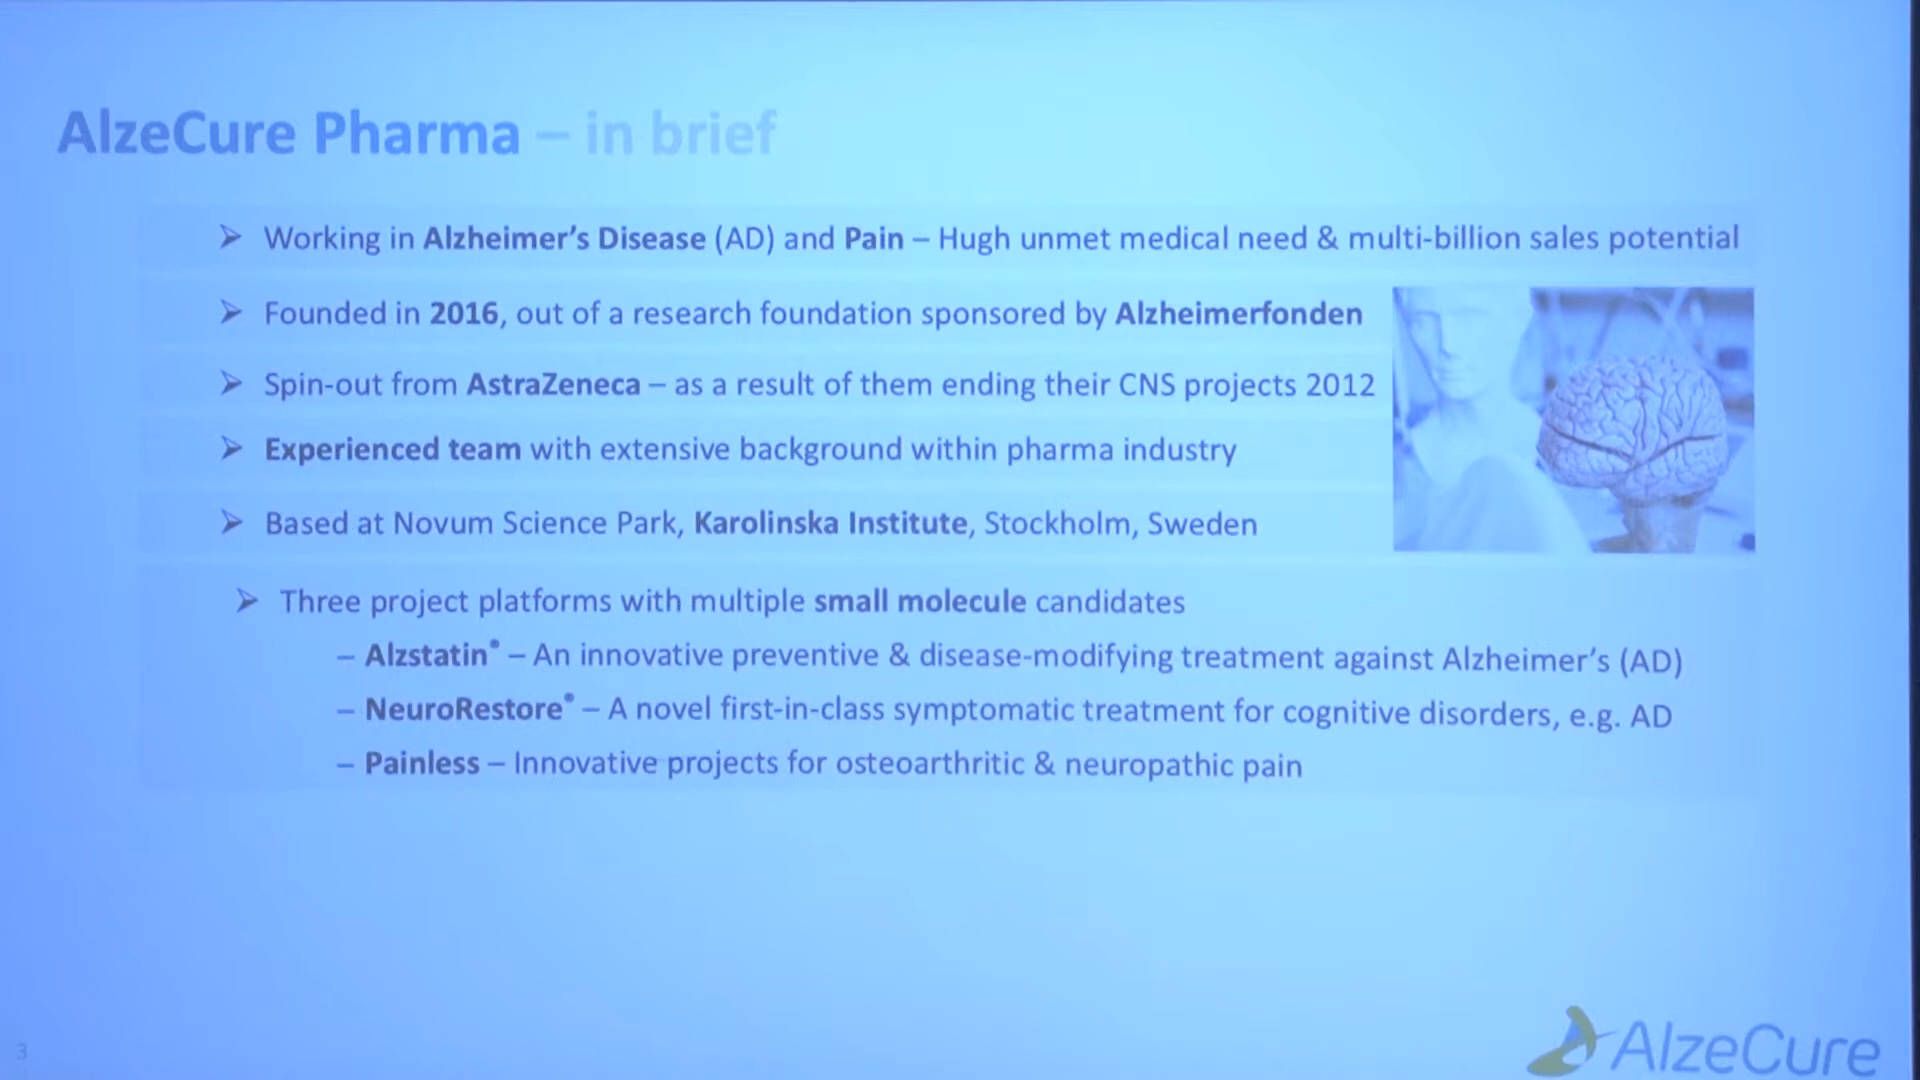 AlzeCure Pharma – in brief
➢ Working in Alzheimer's Disease (AD) and Pain – Hugh unmet medical need & multi-billion sales potential
➢ Founded in 2016, out of a research foundation sponsored by Alzheimerfonden
➢ Spin-out from AstraZeneca – as a result of them ending their CNS projects 2012
➢ Experienced team with extensive background within pharma industry
➢ Based at Novum Science Park, Karolinska Institute, Stockholm, Sweden
➢ Three project platforms with multiple small molecule candidates
– Alzstatin® – An innovative preventive & disease-modifying treatment against Alzheimer's (AD)
– NeuroRestore® – A novel first-in-class symptomatic treatment for cognitive disorders, e.g. AD
– Painless – Innovative projects for osteoarthritic & neuropathic pain
3
AlzeCure